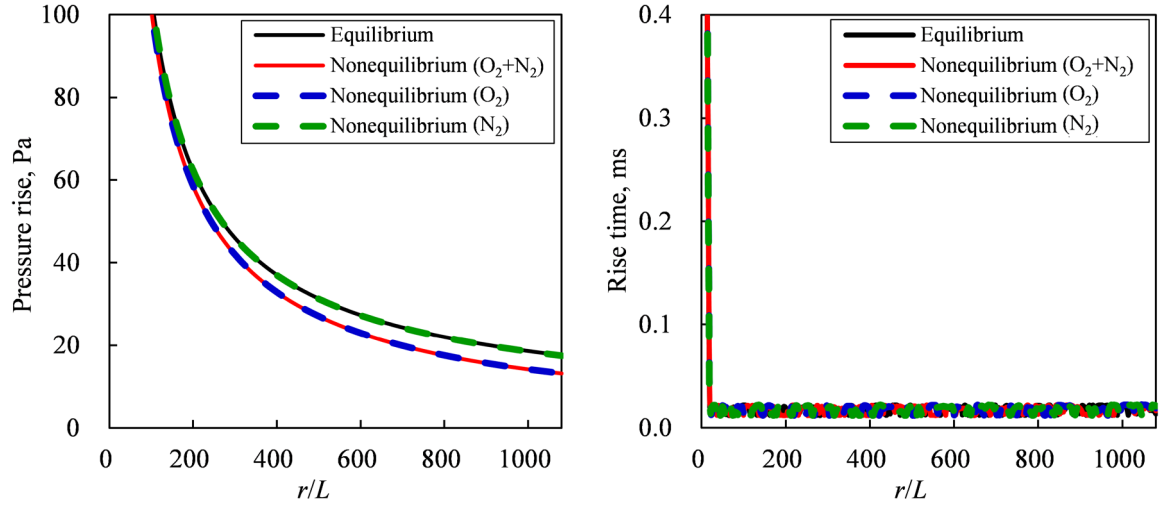 100
80
60
40
20
0
Pressure rise, Pa
Equilibrium
Nonequilibrium (O₂+N₂)
Nonequilibrium (O₂)
Nonequilibrium (N₂)
0 200 400 600 800 1000
r/L
0.4
0.3
0.2
0.1
0.0
Rise time, ms
Equilibrium
Nonequilibrium (O₂+N₂)
Nonequilibrium (O₂)
Nonequilibrium (N₂)
0 200 400 600 800 1000
r/L